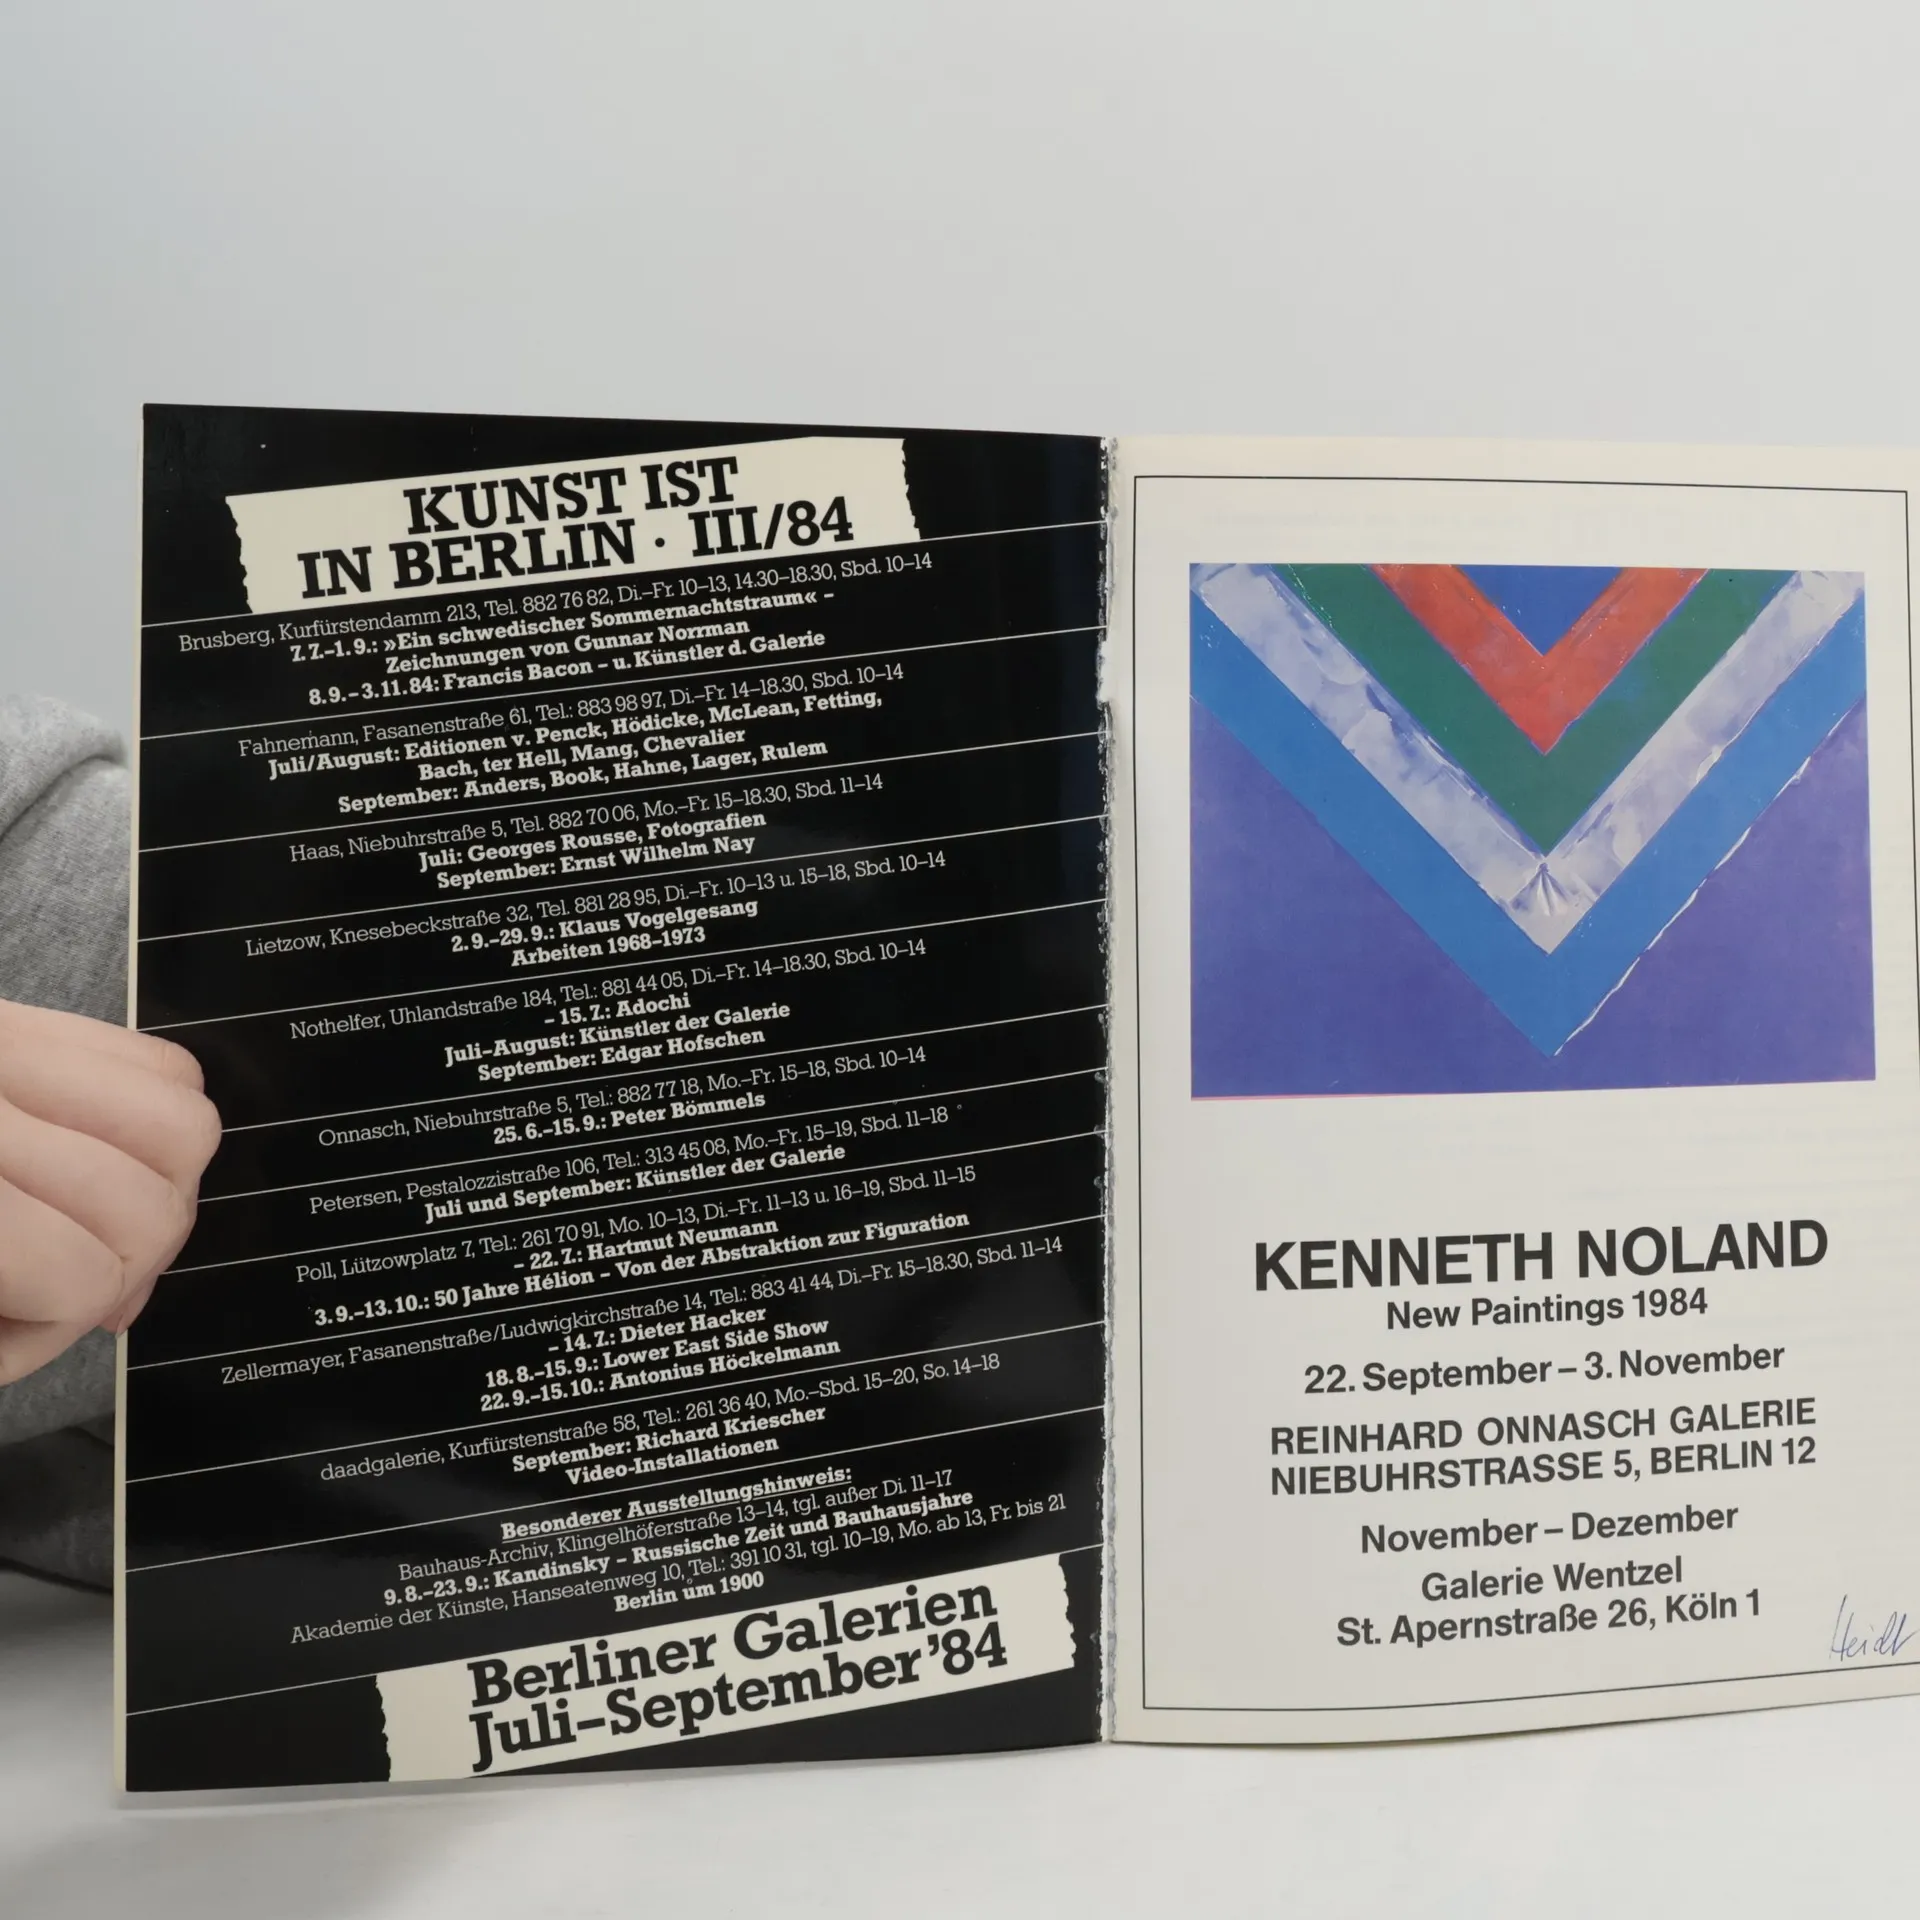 KUNST IST
IN BERLIN · III/84
Brusberg, Kurfürstendamm 213, Tel. 882 76 82, Di.–Fr. 10–13, 14.30–18.30, Sbd. 10–14
7.7.–1.9.: »Ein schwedischer Sommernachtstraum« –
Zeichnungen von Gunnar Norrman
8.9.–3.11.84: Francis Bacon – u. Künstler d. Galerie
Fahnemann, Fasanenstraße 61, Tel.: 883 98 97, Di.–Fr. 14–18.30, Sbd. 10–14
Juli/August: Editionen v. Penck, Hödicke, McLean, Fetting,
Bach, ter Hell, Mang, Chevalier
September: Anders, Book, Hahne, Lager, Rulem
Haas, Niebuhrstraße 5, Tel. 882 70 06, Mo.–Fr. 15–18.30, Sbd. 11–14
Juli: Georges Rousse, Fotografien
September: Ernst Wilhelm Nay
Lietzow, Knesebeckstraße 32, Tel. 881 28 95, Di.–Fr. 10–13 u. 15–18, Sbd. 10–14
2.9.–29.9.: Klaus Vogelgesang
Arbeiten 1968–1973
Nothelfer, Uhlandstraße 184, Tel.: 881 44 05, Di.–Fr. 14–18.30, Sbd. 10–14
– 15.7.: Adochi
Juli–August: Künstler der Galerie
September: Edgar Hofschen
Onnasch, Niebuhrstraße 5, Tel.: 882 77 18, Mo.–Fr. 15–18, Sbd. 10–14
25.6.–15.9.: Peter Bömmels
Petersen, Pestalozzistraße 106, Tel.: 313 45 08, Mo.–Fr. 15–19, Sbd. 11–18
Juli und September: Künstler der Galerie
Poll, Lützowplatz 7, Tel.: 261 70 91, Mo. 10–13, Di.–Fr. 11–13 u. 16–19, Sbd. 11–15
– 22.7.: Hartmut Neumann
3.9.–13.10.: 50 Jahre Hélion – Von der Abstraktion zur Figuration
Zellermayer, Fasanenstraße/Ludwigkirchstraße 14, Tel.: 883 41 44, Di.–Fr. 15–18.30, Sbd. 11–14
– 14.7.: Dieter Hacker
18.8.–15.9.: Lower East Side Show
22.9.–15.10.: Antonius Höckelmann
daadgalerie, Kurfürstenstraße 58, Tel.: 261 36 40, Mo.–Sbd. 15–20, So. 14–18
September: Richard Kriescher
Video-Installationen
Besonderer Ausstellungshinweis:
Bauhaus-Archiv, Klingelhöferstraße 13–14, tgl. außer Di. 11–17
9.8.–23.9.: Kandinsky – Russische Zeit und Bauhausjahre
Akademie der Künste, Hanseatenweg 10, Tel.: 391 10 31, tgl. 10–19, Mo. ab 13, Fr. bis 21
Berlin um 1900
Berliner Galerien
Juli–September '84
KENNETH NOLAND
New Paintings 1984
22. September – 3. November
REINHARD ONNASCH GALERIE
NIEBUHRSTRASSE 5, BERLIN 12
November – Dezember
Galerie Wentzel
St. Apernstraße 26, Köln 1